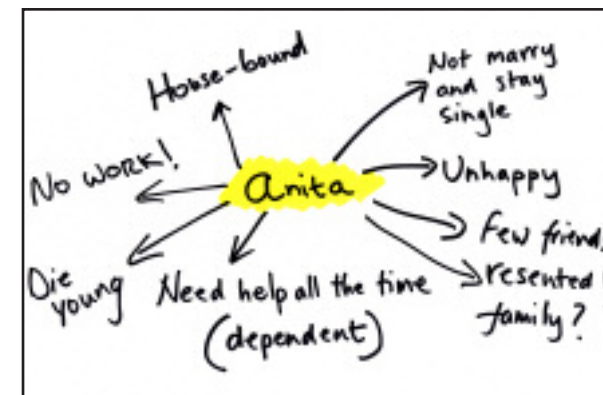 House-bound
Not marry
and stay
single
No work!
anita
Unhappy
Few friend
Die
young
Need help all the time
(dependent)
resented
family?